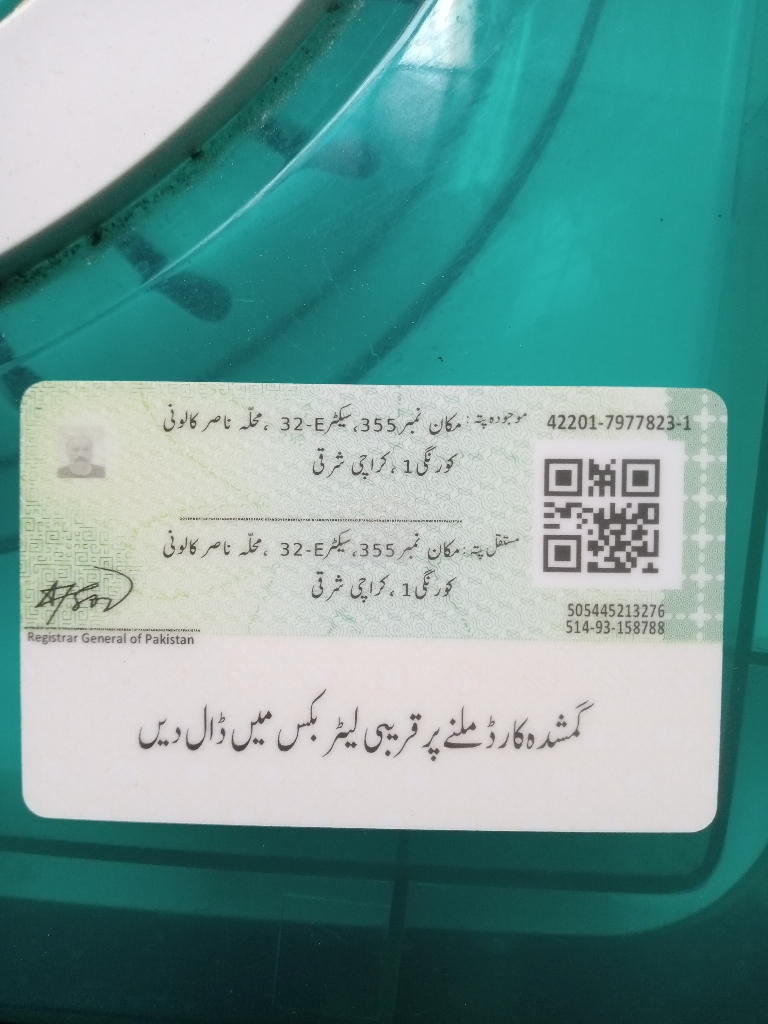 42201-7977823-1
موجودہ پتہ: مکان نمبر 355،سیکٹر 32-E ،محلّہ ناصر کالونی
کورنگی 1 ، کراچی شرقی
مستقل پتہ: مکان نمبر 355،سیکٹر 32-E ،محلّہ ناصر کالونی
کورنگی 1 ، کراچی شرقی
505445213276
514-93-158788
Registrar General of Pakistan
گمشدہ کارڈ ملنے پر قریبی لیٹر بکس میں ڈال دیں